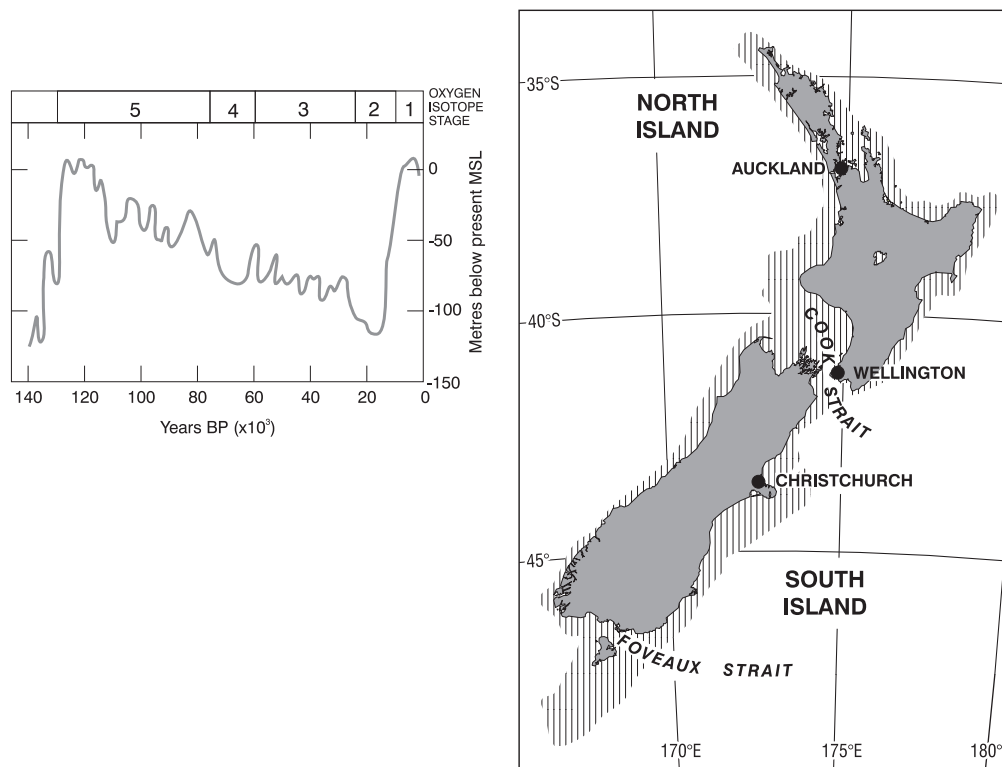 OXYGEN
ISOTOPE
STAGE
5
4
3
2
1
0
-50
-100
-150
Metres below present MSL
140
120
100
80
60
40
20
0
Years BP (x10³)
35°S
NORTH
ISLAND
AUCKLAND
40°S
COOK STRAIT
WELLINGTON
CHRISTCHURCH
45°
SOUTH
ISLAND
FOVEAUX STRAIT
170°E
175°E
180°